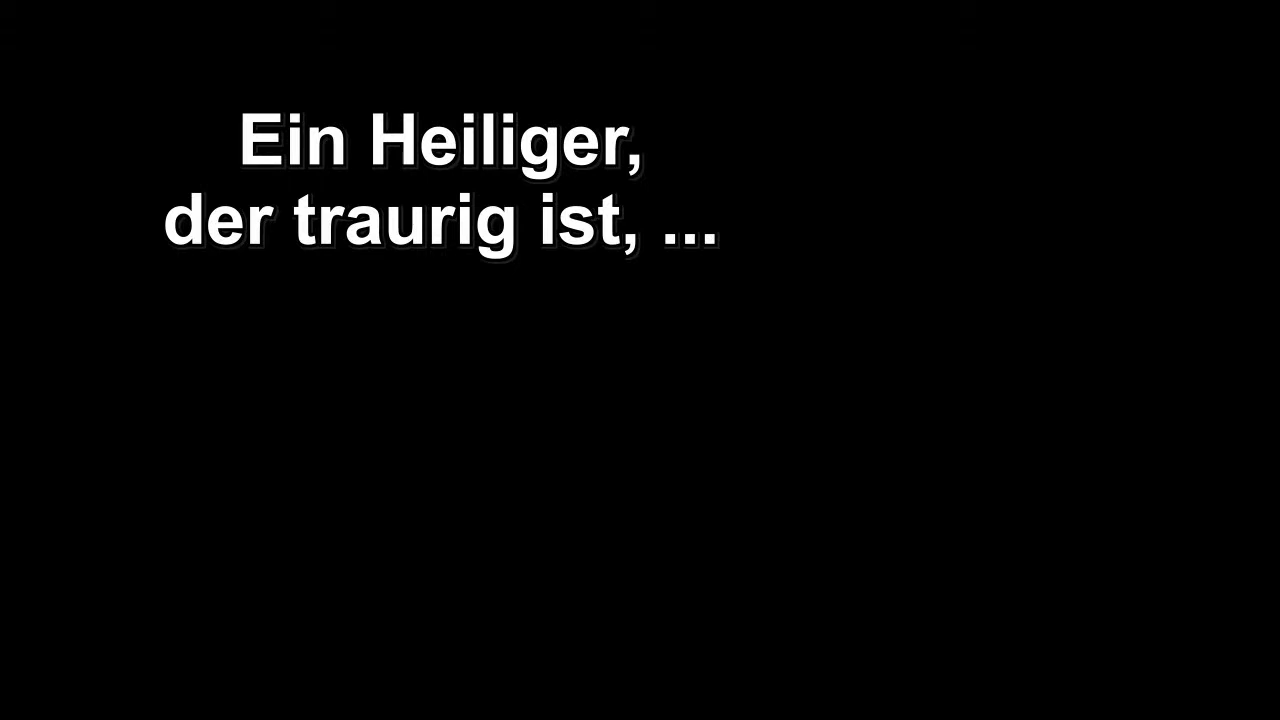 Ein Heiliger,
der traurig ist, ...